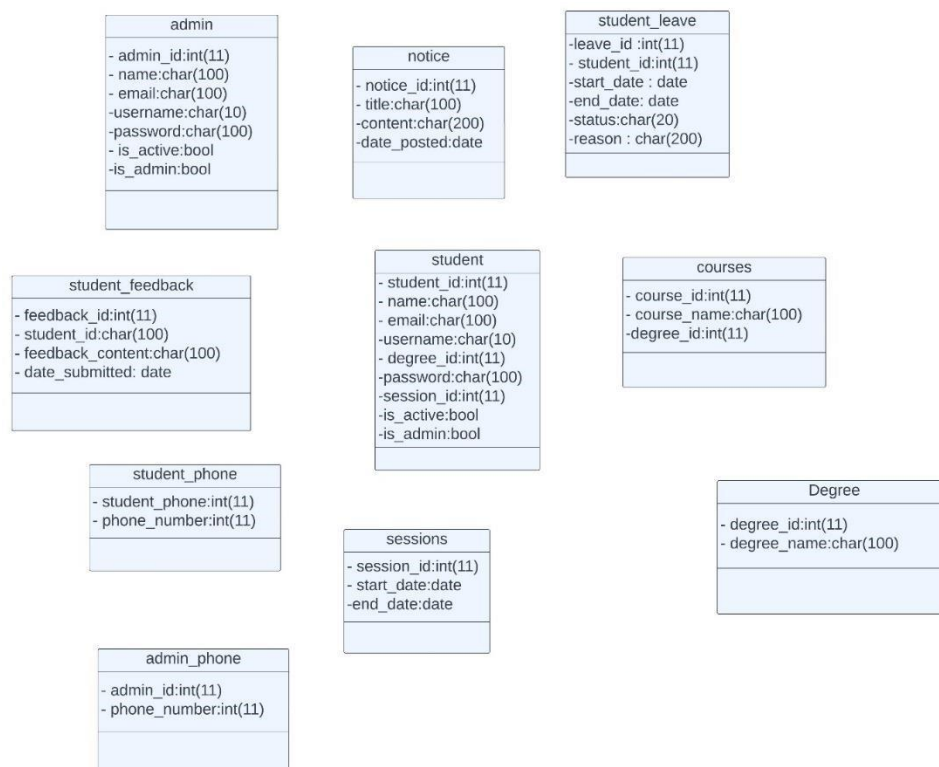 admin
- admin_id:int(11)
- name:char(100)
- email:char(100)
-username:char(10)
-password:char(100)
- is_active:bool
-is_admin:bool
notice
- notice_id:int(11)
- title:char(100)
-content:char(200)
-date_posted:date
student_leave
-leave_id :int(11)
- student_id:int(11)
-start_date : date
-end_date: date
-status:char(20)
-reason : char(200)
student_feedback
- feedback_id:int(11)
- student_id:char(100)
- feedback_content:char(100)
- date_submitted: date
student
- student_id:int(11)
- name:char(100)
- email:char(100)
-username:char(10)
- degree_id:int(11)
-password:char(100)
-session_id:int(11)
-is_active:bool
-is_admin:bool
courses
- course_id:int(11)
- course_name:char(100)
-degree_id:int(11)
student_phone
- student_phone:int(11)
- phone_number:int(11)
sessions
- session_id:int(11)
- start_date:date
-end_date:date
Degree
- degree_id:int(11)
- degree_name:char(100)
admin_phone
- admin_id:int(11)
- phone_number:int(11)